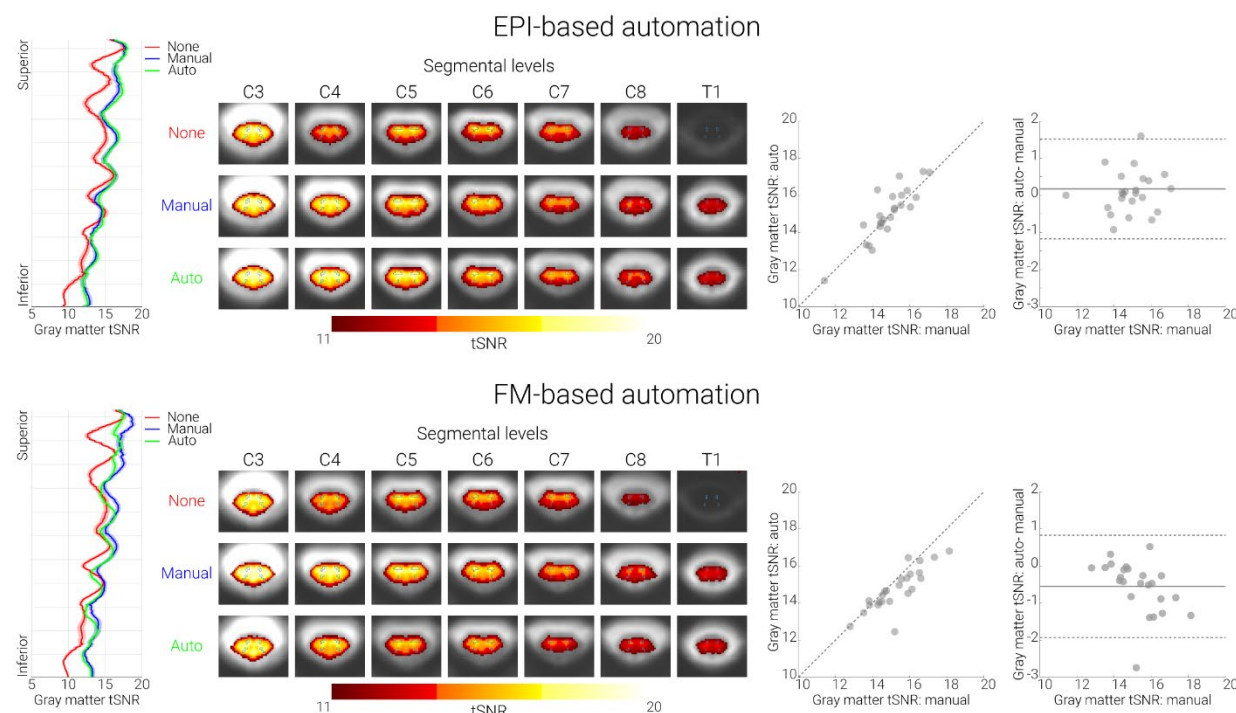 EPI-based automation
Superior
Inferior
None
Manual
Auto
5 10 15 20
Gray matter tSNR
Segmental levels
C3 C4 C5 C6 C7 C8 T1
None
Manual
Auto
11 20
tSNR
20
18
16
14
12
10
Gray matter tSNR: auto
10 12 14 16 18 20
Gray matter tSNR: manual
2
1
0
-1
-2
-3
Gray matter tSNR: auto- manual
10 12 14 16 18 20
Gray matter tSNR: manual
FM-based automation
Superior
Inferior
None
Manual
Auto
5 10 15 20
Gray matter tSNR
Segmental levels
C3 C4 C5 C6 C7 C8 T1
None
Manual
Auto
11 20
tSNR
20
18
16
14
12
10
Gray matter tSNR: auto
10 12 14 16 18 20
Gray matter tSNR: manual
2
1
0
-1
-2
-3
Gray matter tSNR: auto- manual
10 12 14 16 18 20
Gray matter tSNR: manual